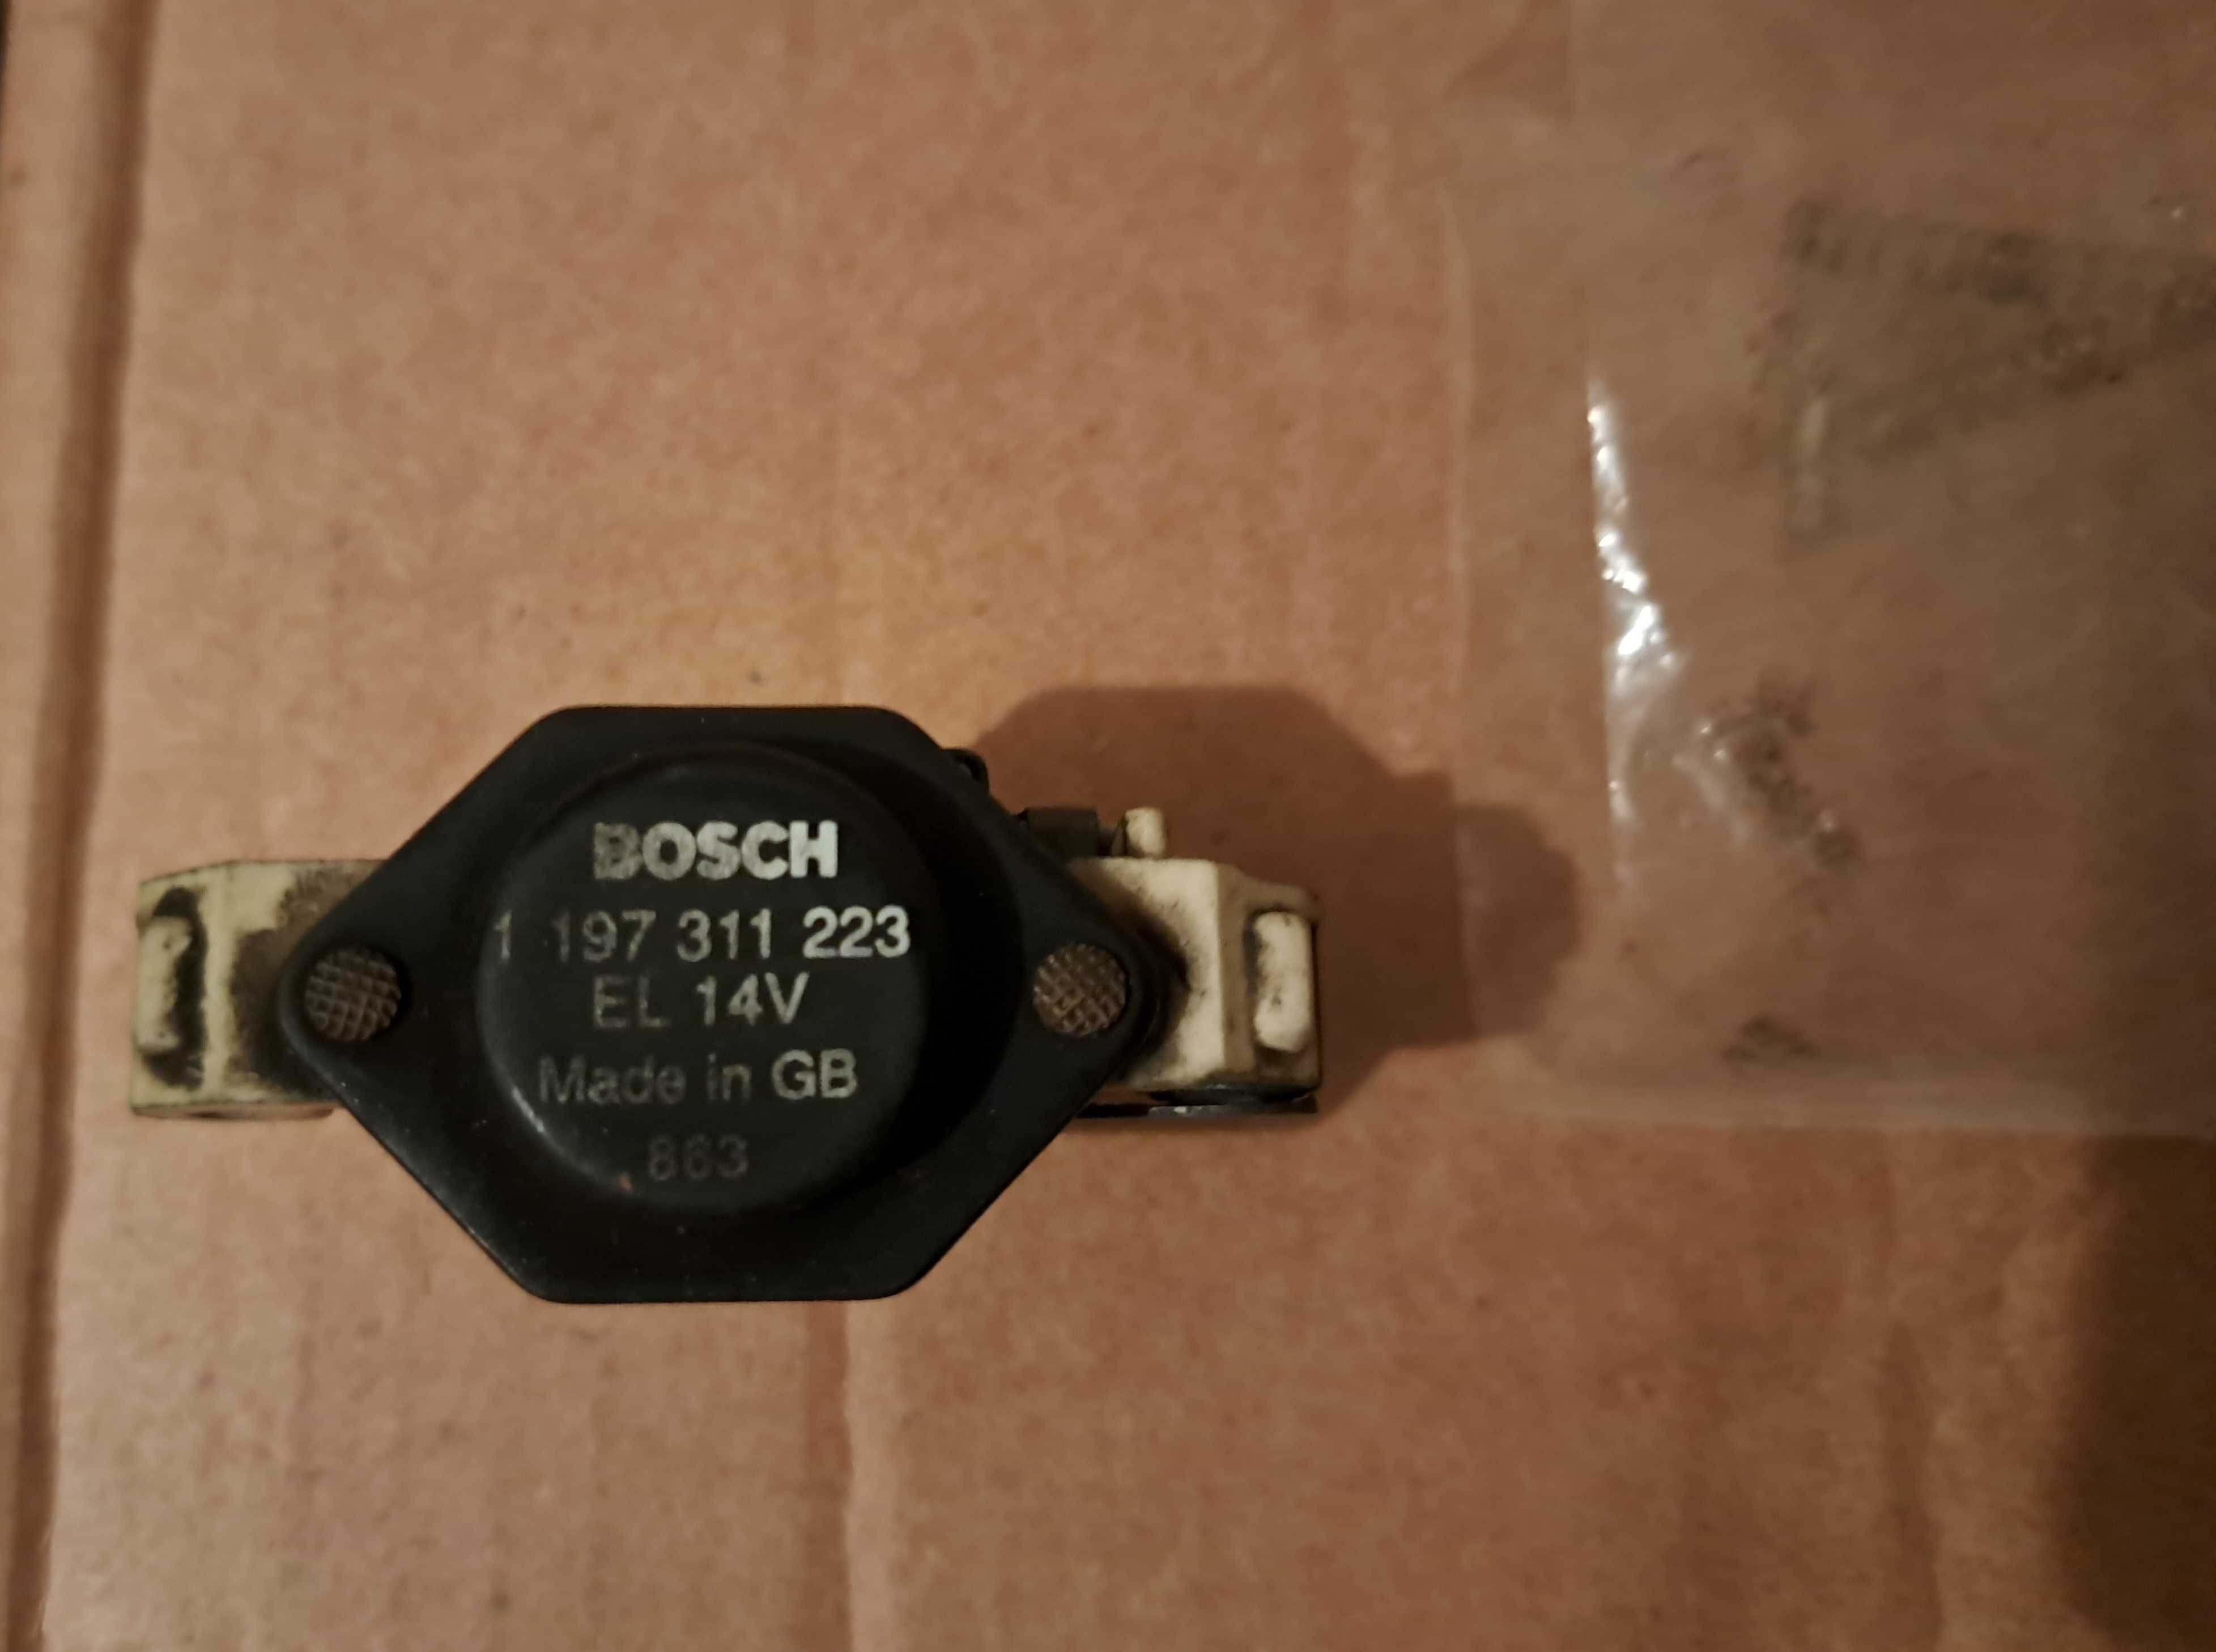 BOSCH
1 197 311 223
EL 14V
Made in GB
863